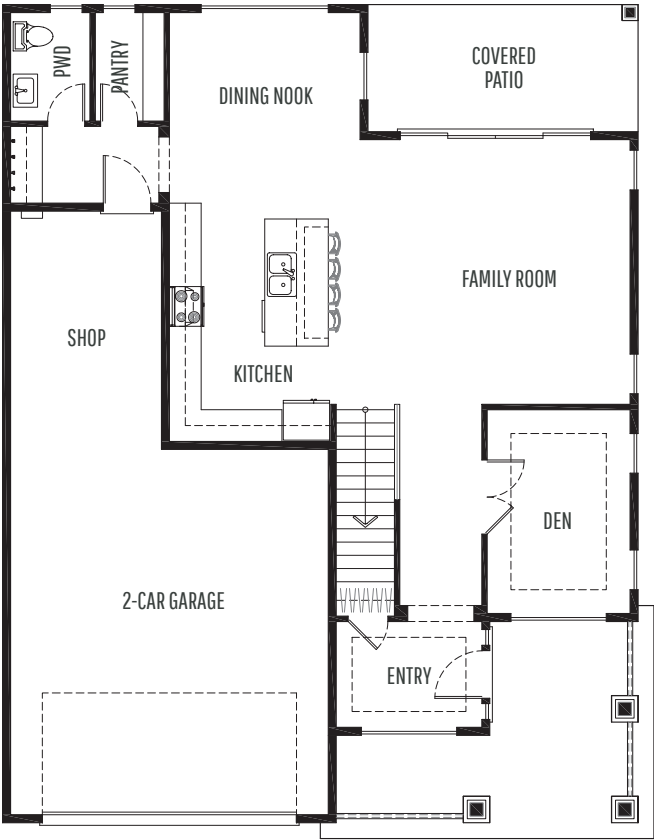 PWD
PANTRY
DINING NOOK
COVERED
PATIO
FAMILY ROOM
SHOP
KITCHEN
DEN
2-CAR GARAGE
ENTRY